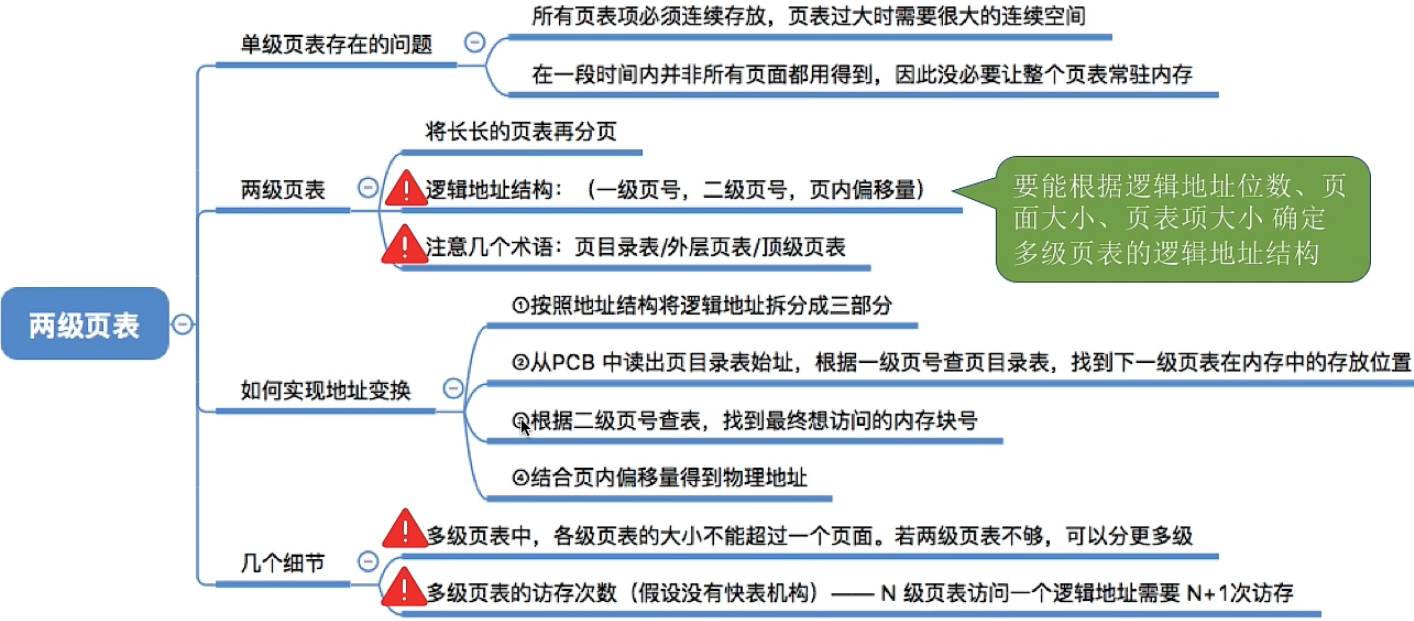 两级页表
单级页表存在的问题
所有页表项必须连续存放，页表过大时需要很大的连续空间
在一段时间内并非所有页面都用得到，因此没必要让整个页表常驻内存
两级页表
将长长的页表再分页
逻辑地址结构：（一级页号，二级页号，页内偏移量）
要能根据逻辑地址位数、页
面大小、页表项大小 确定
多级页表的逻辑地址结构
注意几个术语：页目录表/外层页表/顶级页表
如何实现地址变换
①按照地址结构将逻辑地址拆分成三部分
②从PCB 中读出页目录表始址，根据一级页号查页目录表，找到下一级页表在内存中的存放位置
根据二级页号查表，找到最终想访问的内存块号
④结合页内偏移量得到物理地址
几个细节
多级页表中，各级页表的大小不能超过一个页面。若两级页表不够，可以分更多级
多级页表的访存次数（假设没有快表机构）—— N 级页表访问一个逻辑地址需要 N+1次访存